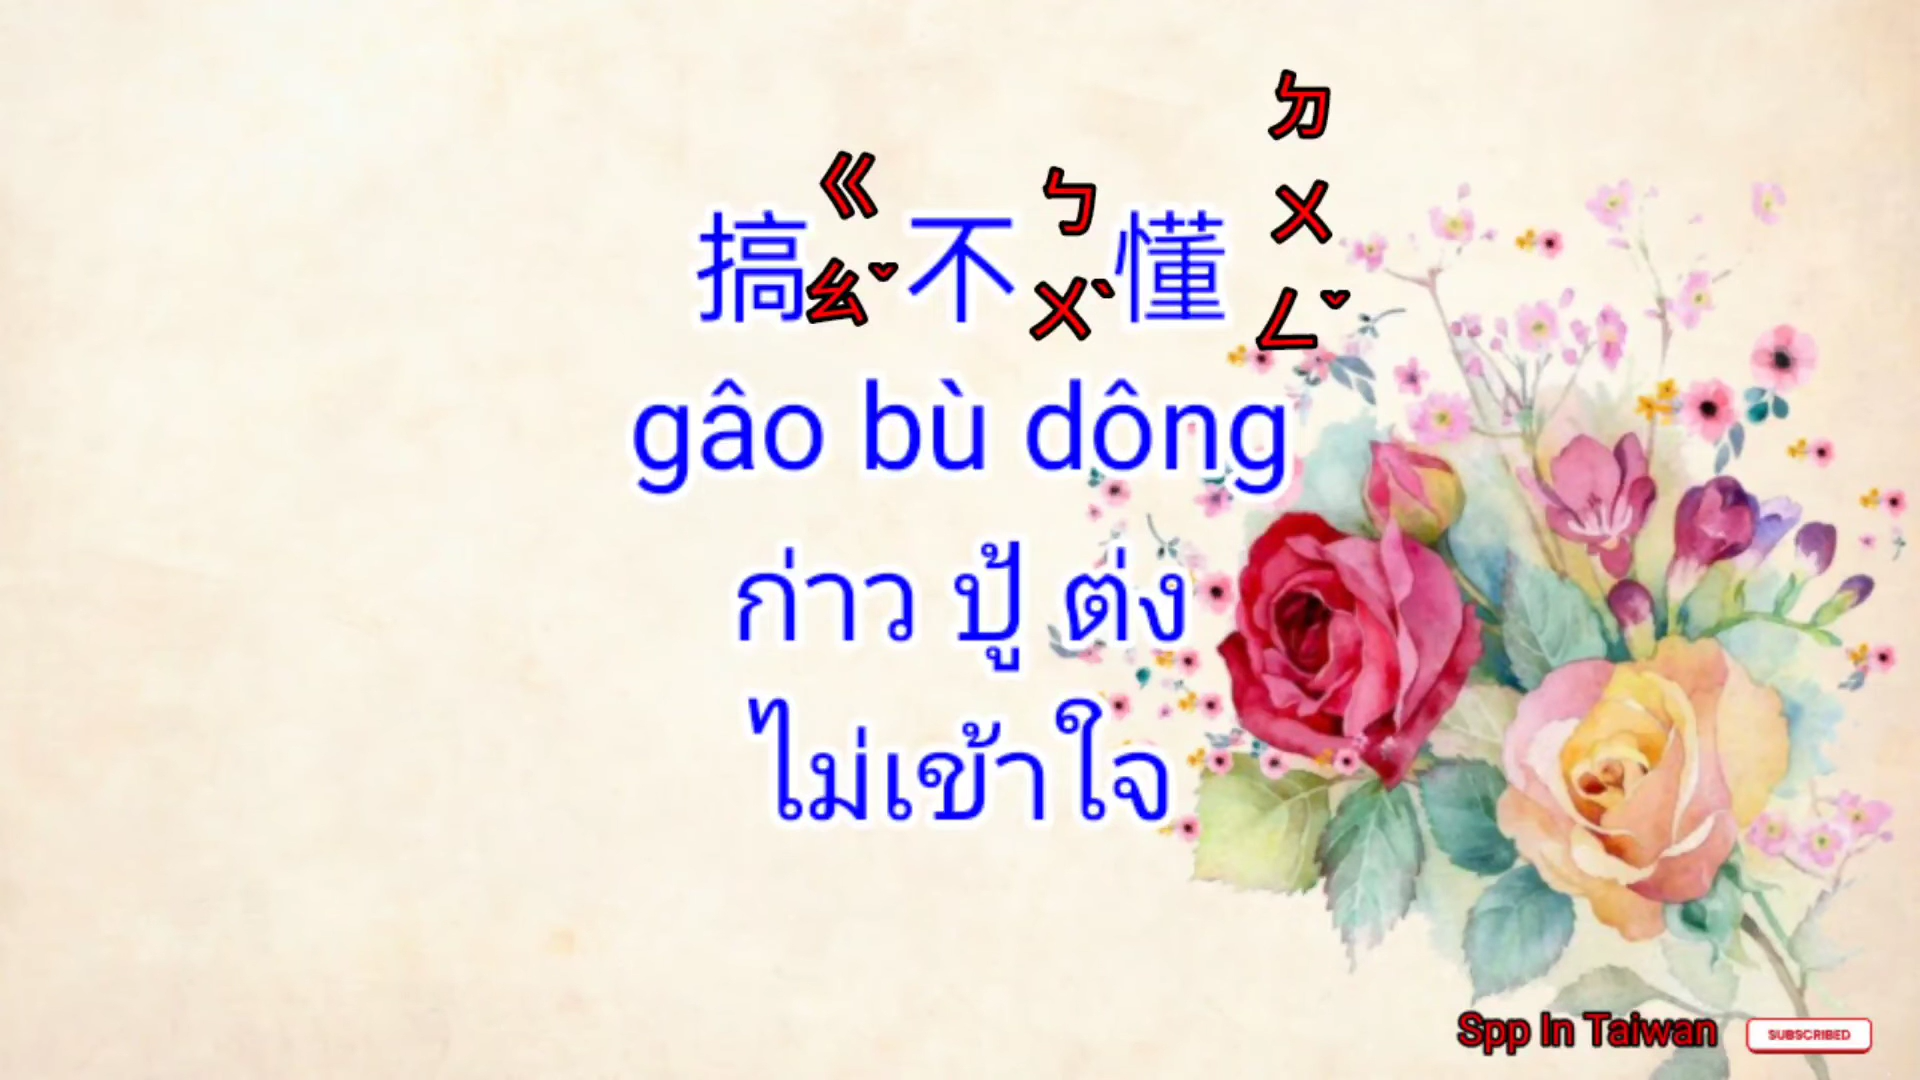 搞ㄍㄠˇ不ㄅㄨˋ懂ㄉㄨㄥˇ
gâo bù dông
ก่าว ปู้ ต่ง
ไม่เข้าใจ
Spp In Taiwan
SUBSCRIBED